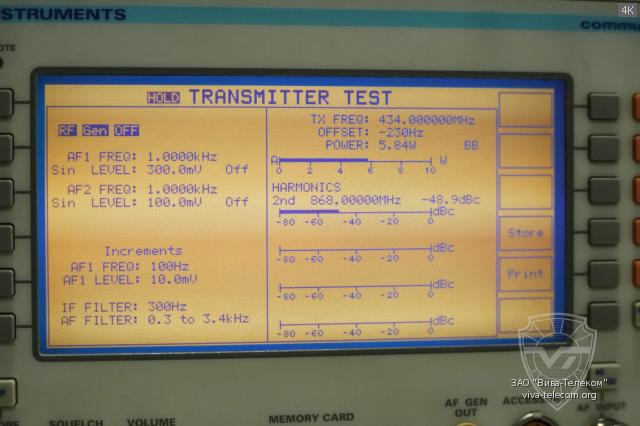 STRUMENTS
4K
HOLD TRANSMITTER TEST
RF Gen OFF
AF1 FREQ: 1.0000kHz
Sin LEVEL: 300.0mV Off
AF2 FREQ: 1.0000kHz
Sin LEVEL: 100.0mV Off
Increments
AF1 FREQ: 100Hz
AF1 LEVEL: 10.0mV
IF FILTER: 300Hz
AF FILTER: 0.3 to 3.4kHz
TX FREQ: 434.000000MHz
OFFSET: -230Hz
POWER: 5.84W BB
A W
0 2 4 6 8 10
HARMONICS
2nd 868.00000MHz -48.9dBc
dBc
-80 -60 -40 -20 0
dBc
-80 -60 -40 -20 0
dBc
-80 -60 -40 -20 0
dBc
-80 -60 -40 -20 0
Store
Print
ЗАО "Вива-Телеком"
viva-telecom.org
SQUELCH
VOLUME
MEMORY CARD
AF GEN
OUT
AF INPUT